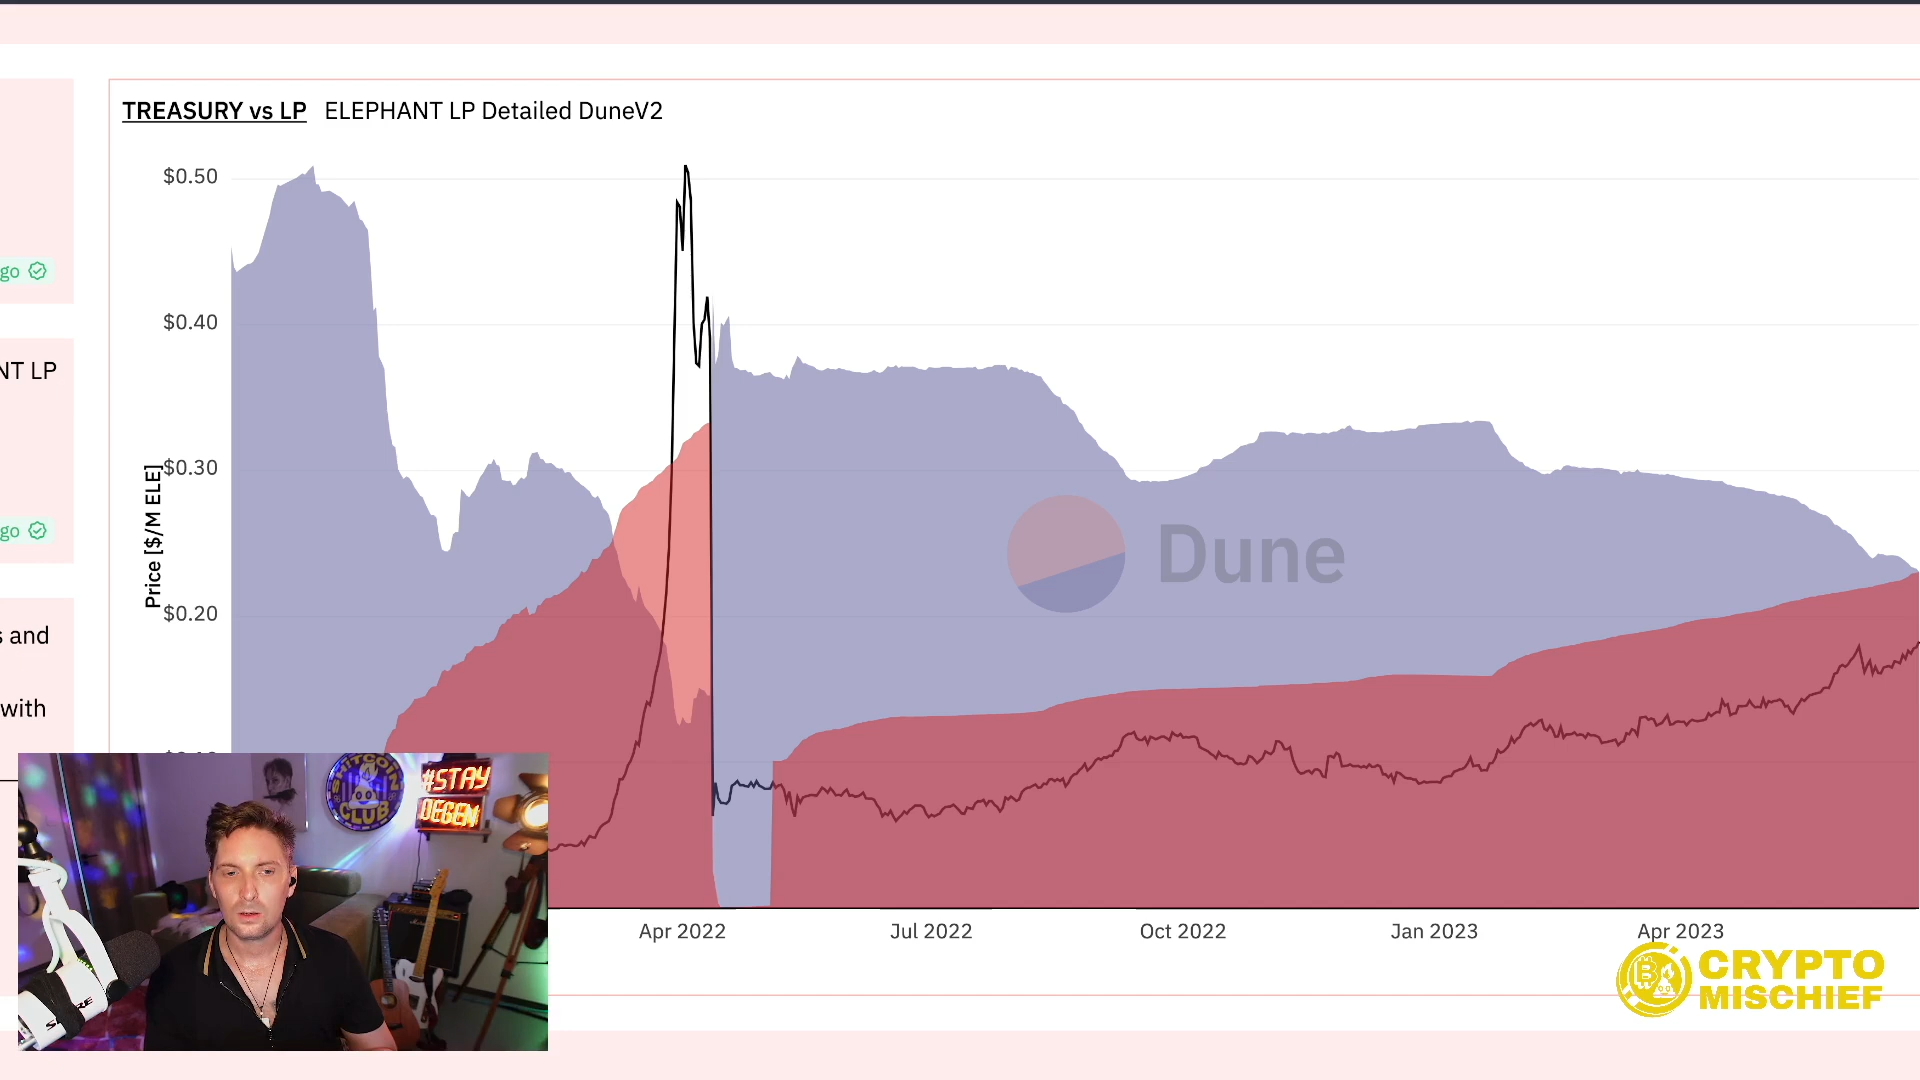 TREASURY vs LP ELEPHANT LP Detailed DuneV2
$0.50
go
$0.40
NT LP
$0.30
Price [$/M ELE]
go
Dune
$0.20
s and
with
#STAY
DEGEN
CLUB
Apr 2022
Jul 2022
Oct 2022
Jan 2023
Apr 2023
CRYPTO
MISCHIEF